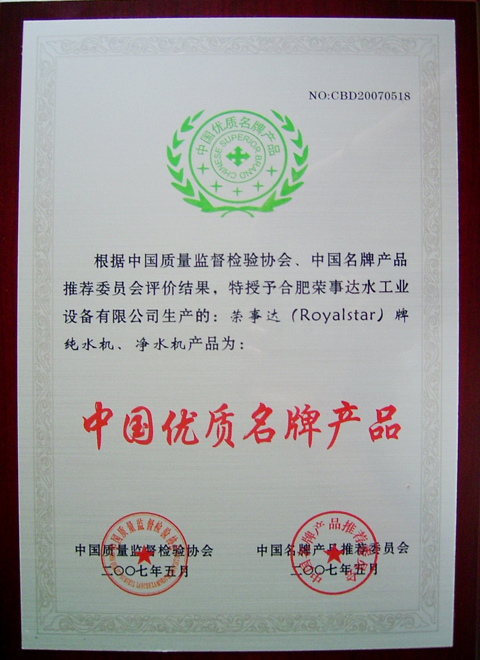 NO:CBD20070518
中国优质名牌产品
CHINESE SUPERIOR BRAND
根据中国质量监督检验协会、中国名牌产品
推荐委员会评价结果，特授予合肥荣事达水工业
设备有限公司生产的：荣事达（Royalstar）牌
纯水机、净水机产品为：
中国优质名牌产品
中国质量监督检验协会
二〇〇七年五月
中国名牌产品推荐委员会
二〇〇七年五月